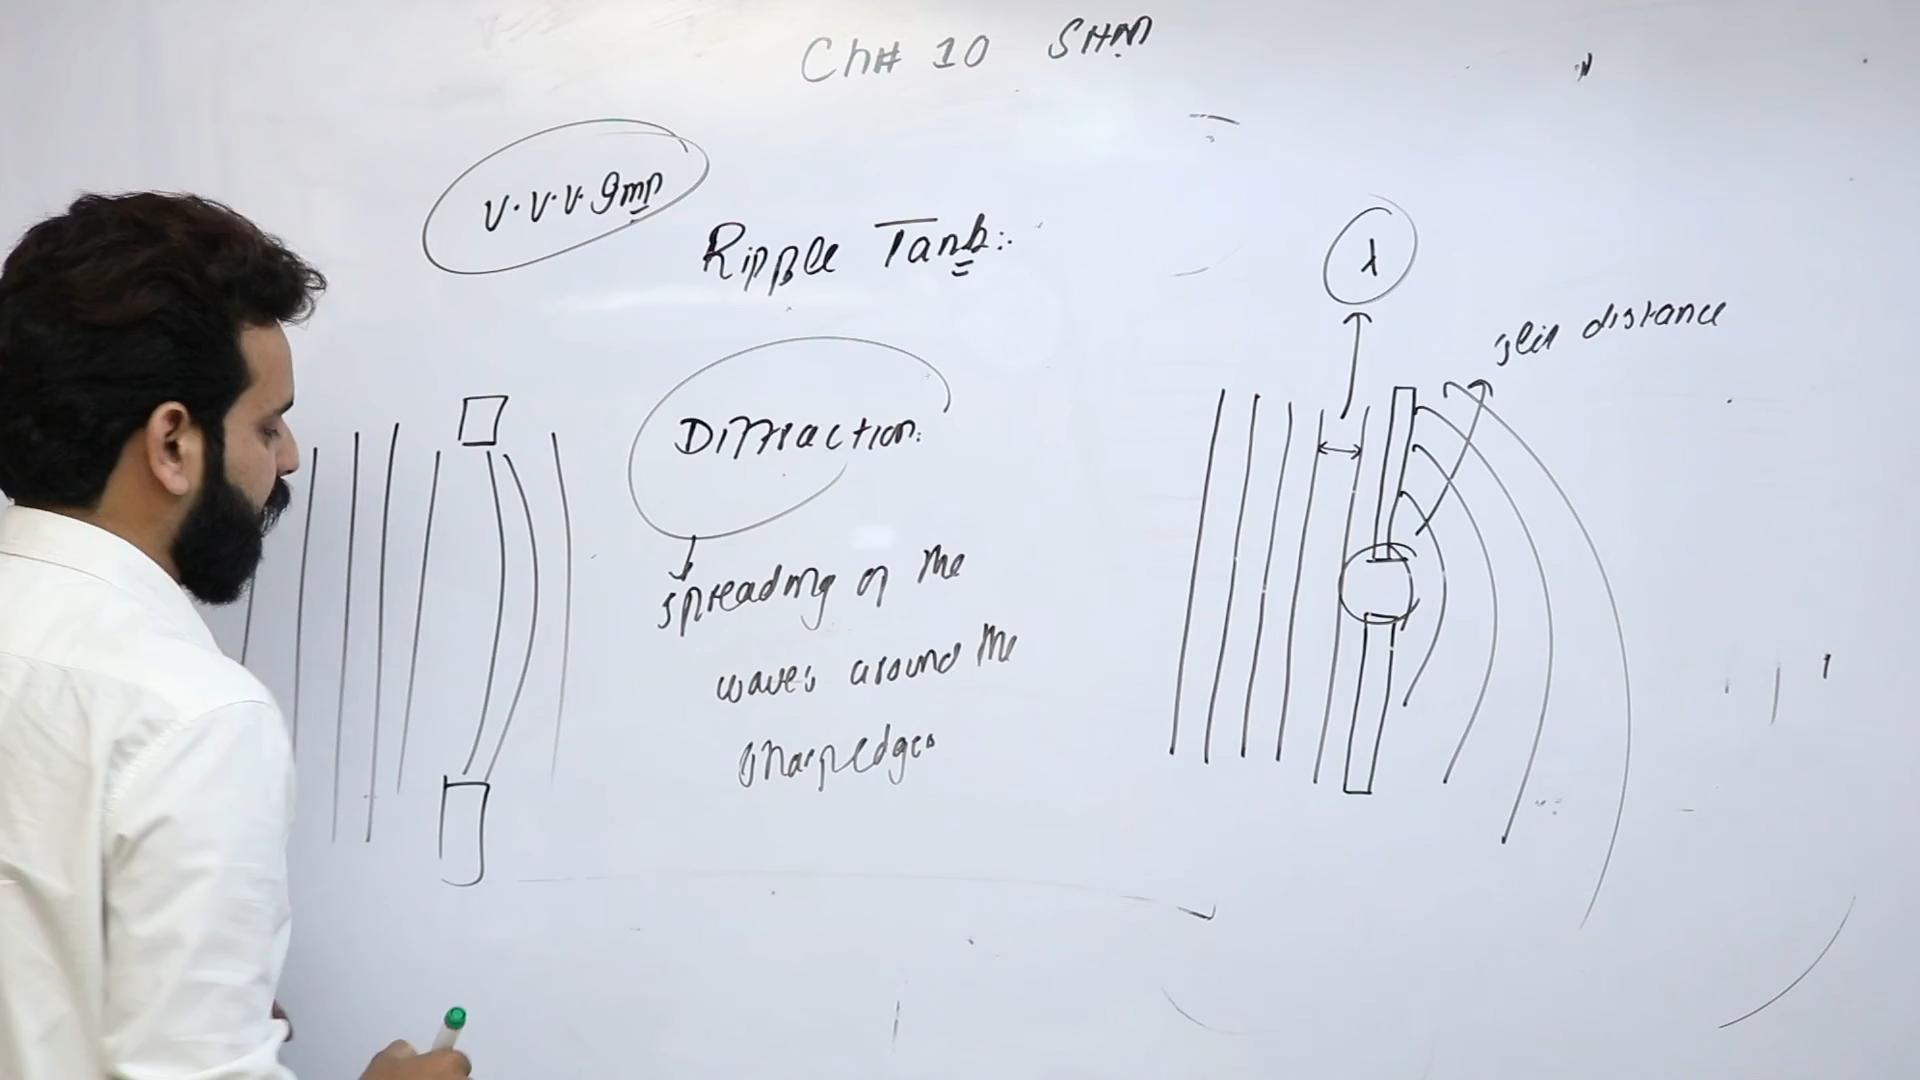 Ch# 10 SHM
V.V.V Imp
Ripple Tank:
Diffraction:
spreading of the
waves around the
sharp edges
λ
slit distance